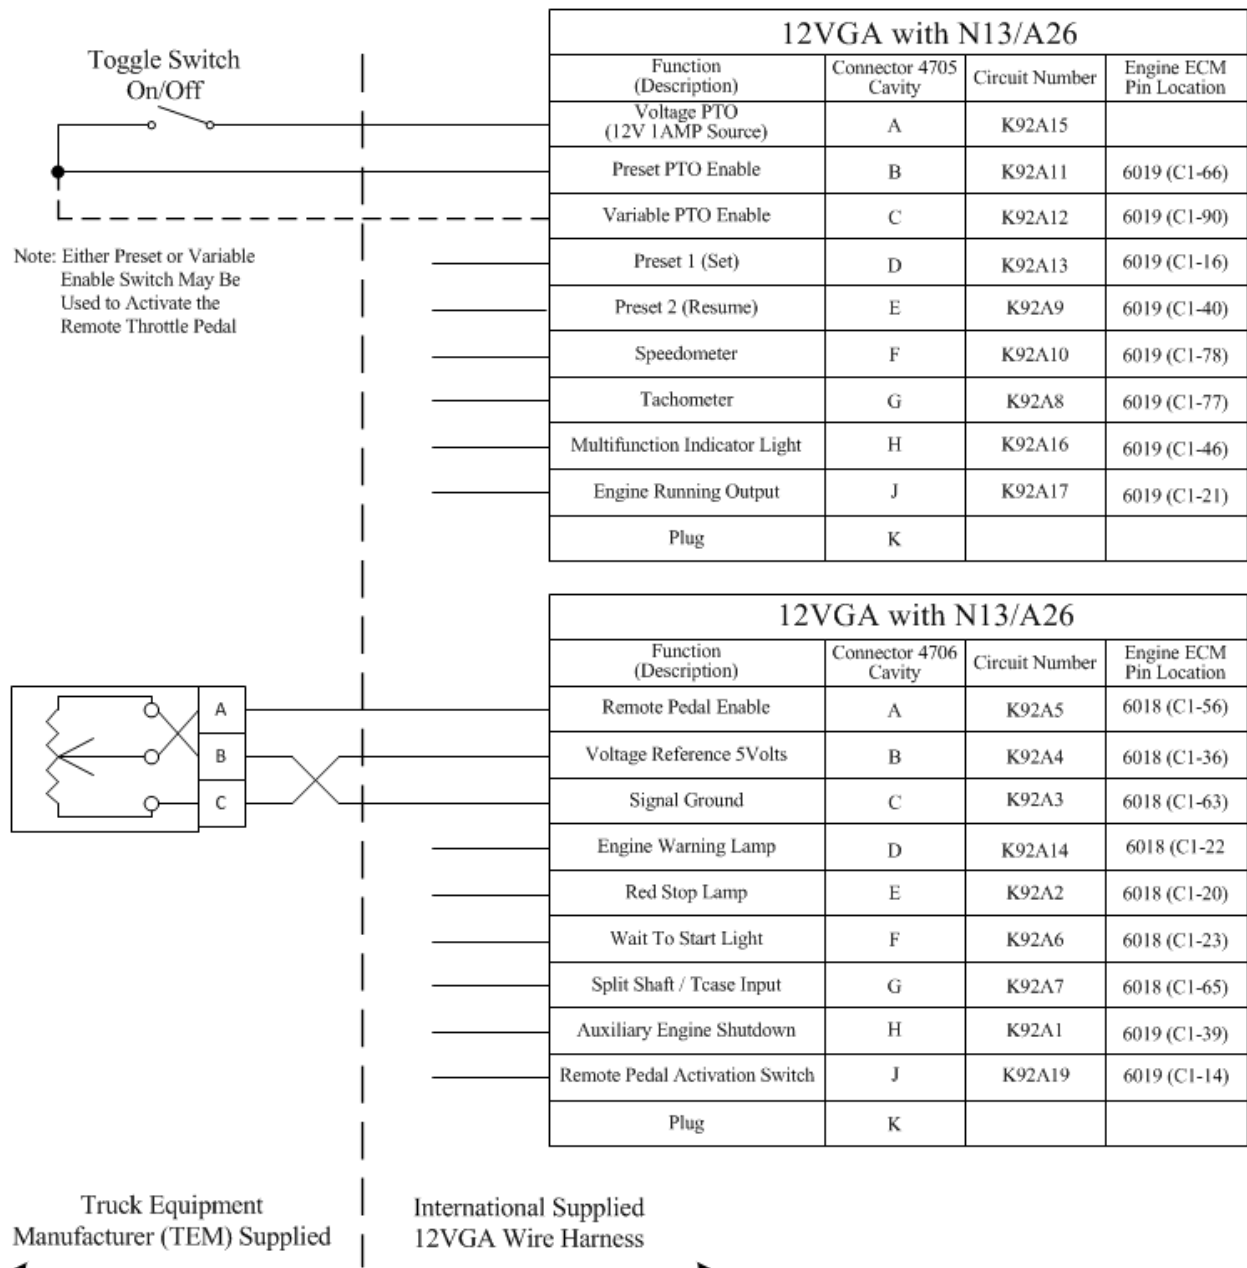 12VGA with N13/A26
Toggle Switch
On/Off
Function
(Description)
Connector 4705
Cavity
Circuit Number
Engine ECM
Pin Location
Voltage PTO
(12V 1AMP Source)
A
K92A15
Preset PTO Enable
B
K92A11
6019 (C1-66)
Variable PTO Enable
C
K92A12
6019 (C1-90)
Note: Either Preset or Variable
Enable Switch May Be
Used to Activate the
Remote Throttle Pedal
Preset 1 (Set)
D
K92A13
6019 (C1-16)
Preset 2 (Resume)
E
K92A9
6019 (C1-40)
Speedometer
F
K92A10
6019 (C1-78)
Tachometer
G
K92A8
6019 (C1-77)
Multifunction Indicator Light
H
K92A16
6019 (C1-46)
Engine Running Output
J
K92A17
6019 (C1-21)
Plug
K
12VGA with N13/A26
Function
(Description)
Connector 4706
Cavity
Circuit Number
Engine ECM
Pin Location
A
B
C
Remote Pedal Enable
A
K92A5
6018 (C1-56)
Voltage Reference 5Volts
B
K92A4
6018 (C1-36)
Signal Ground
C
K92A3
6018 (C1-63)
Engine Warning Lamp
D
K92A14
6018 (C1-22
Red Stop Lamp
E
K92A2
6018 (C1-20)
Wait To Start Light
F
K92A6
6018 (C1-23)
Split Shaft / Tcase Input
G
K92A7
6018 (C1-65)
Auxiliary Engine Shutdown
H
K92A1
6019 (C1-39)
Remote Pedal Activation Switch
J
K92A19
6019 (C1-14)
Plug
K
Truck Equipment
Manufacturer (TEM) Supplied
International Supplied
12VGA Wire Harness